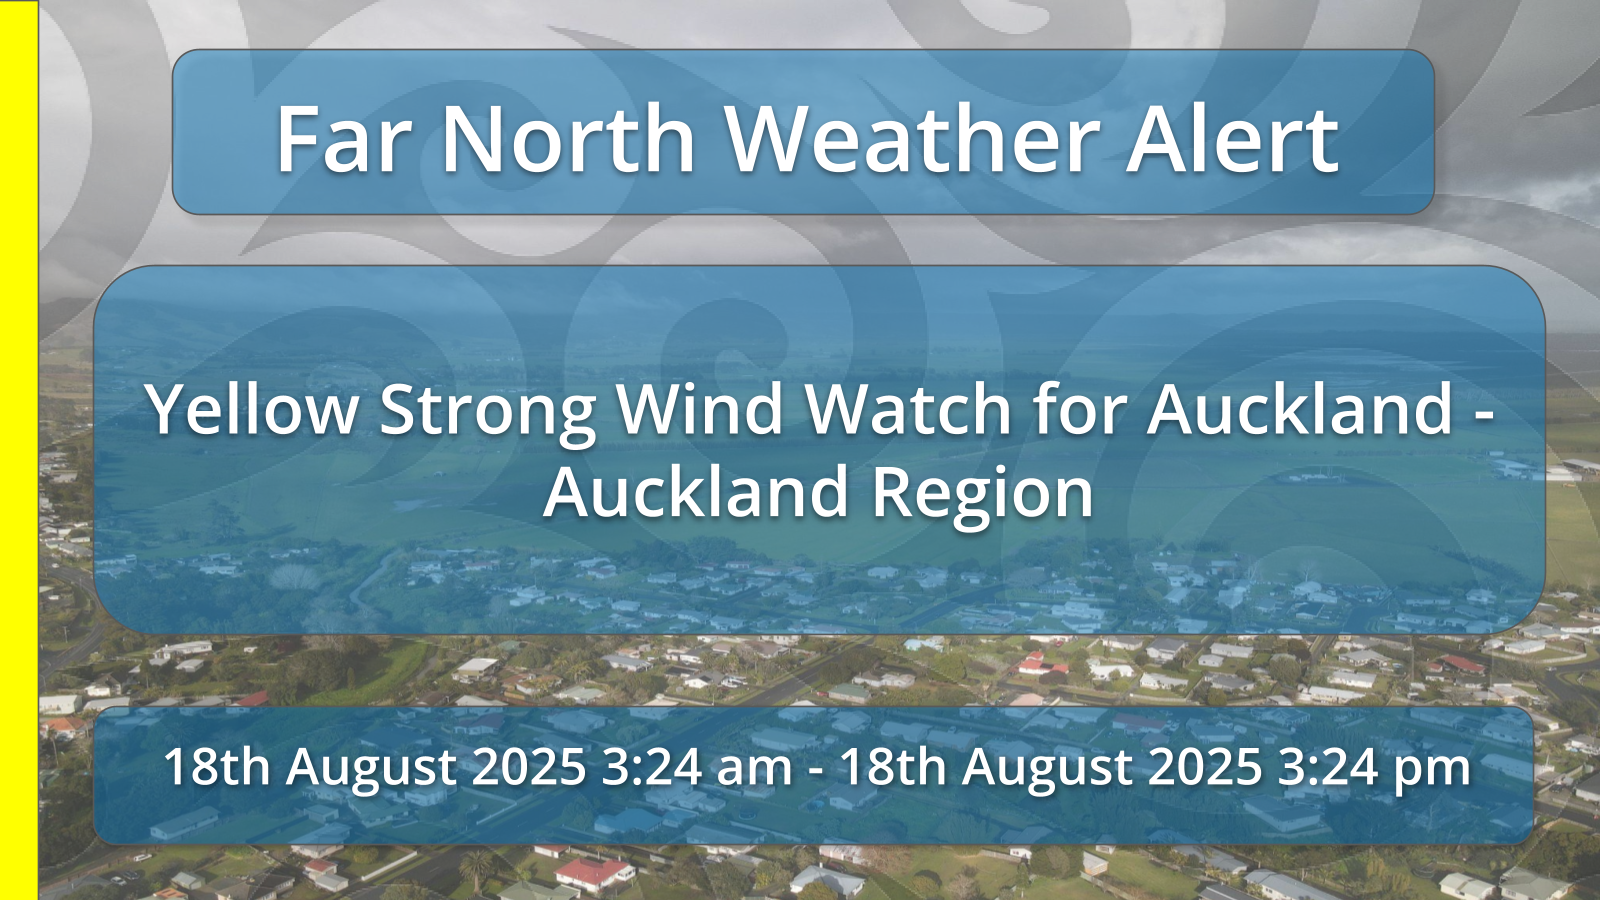 Far North Weather Alert
Yellow Strong Wind Watch for Auckland -
Auckland Region
18th August 2025 3:24 am - 18th August 2025 3:24 pm